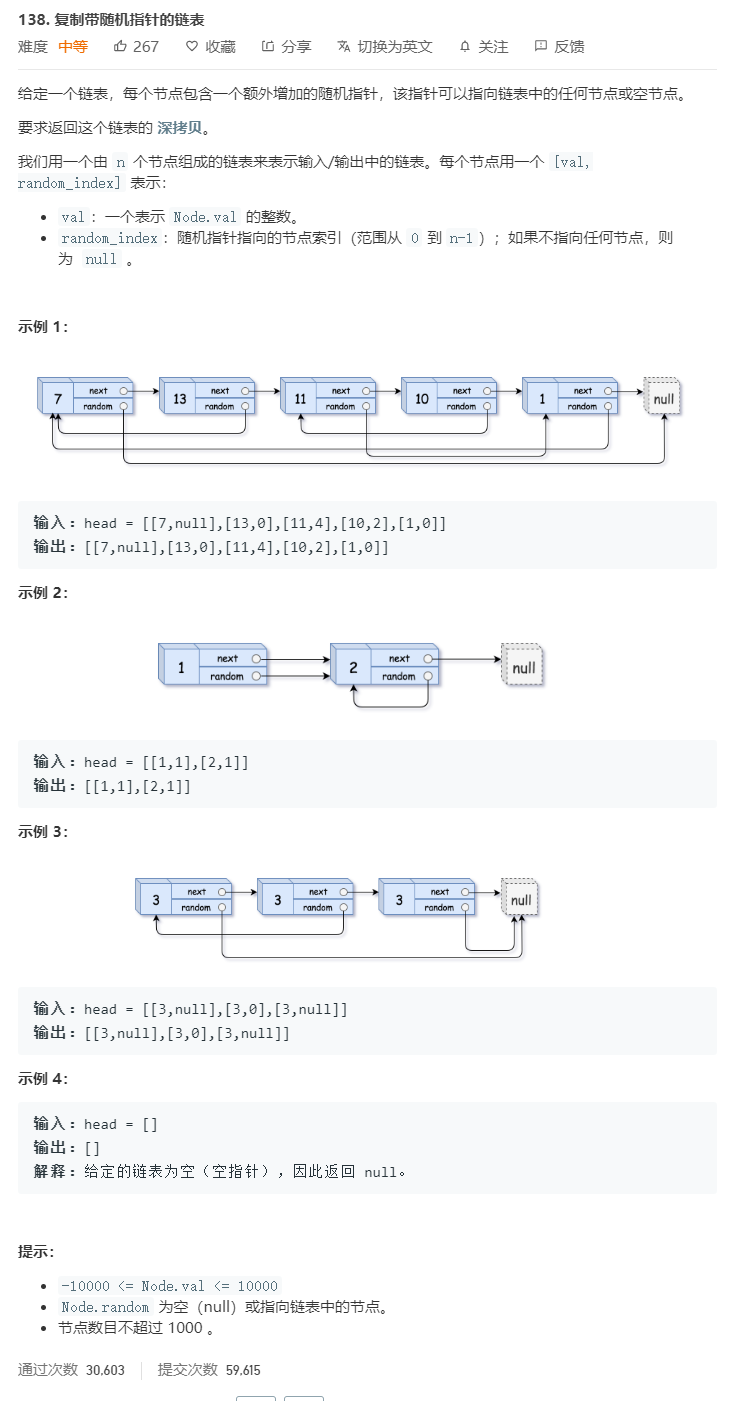 138. 复制带随机指针的链表
难度 中等 267 收藏 分享 切换为英文 关注 反馈
给定一个链表，每个节点包含一个额外增加的随机指针，该指针可以指向链表中的任何节点或空节点。
要求返回这个链表的 深拷贝。
我们用一个由 n 个节点组成的链表来表示输入/输出中的链表。每个节点用一个 [val,
random_index] 表示：
val：一个表示 Node.val 的整数。
random_index：随机指针指向的节点索引（范围从 0 到 n-1）；如果不指向任何节点，则
为 null 。
示例 1：
7 next random 13 next random 11 next random 10 next random 1 next random null
输入：head = [[7,null],[13,0],[11,4],[10,2],[1,0]]
输出：[[7,null],[13,0],[11,4],[10,2],[1,0]]
示例 2：
1 next random 2 next random null
输入：head = [[1,1],[2,1]]
输出：[[1,1],[2,1]]
示例 3：
3 next random 3 next random 3 next random null
输入：head = [[3,null],[3,0],[3,null]]
输出：[[3,null],[3,0],[3,null]]
示例 4：
输入：head = []
输出：[]
解释：给定的链表为空（空指针），因此返回 null。
提示：
-10000 <= Node.val <= 10000
Node.random 为空（null）或指向链表中的节点。
节点数目不超过 1000 。
通过次数 30,603 提交次数 59,615